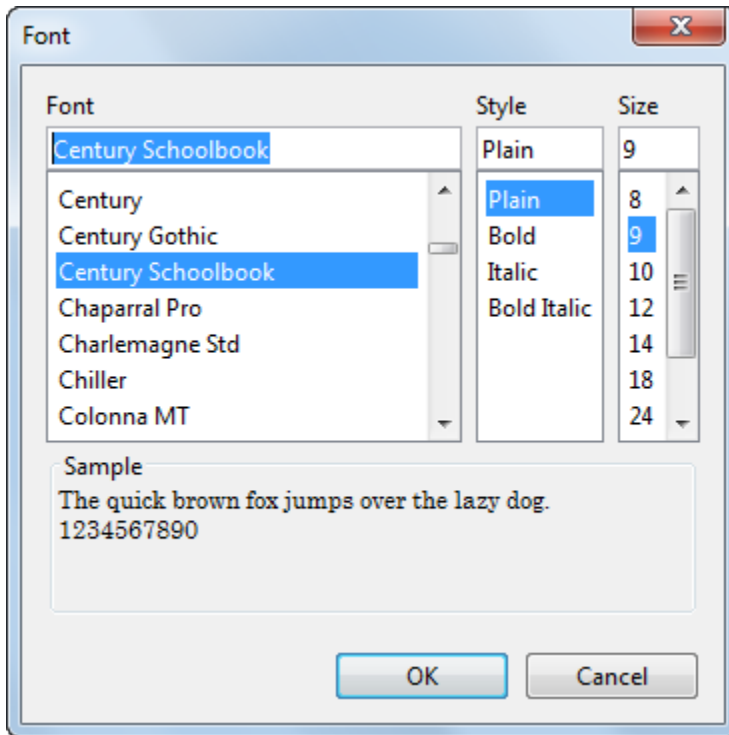 Font
Font
Style
Size
Century Schoolbook
Plain
9
Century
Century Gothic
Century Schoolbook
Chaparral Pro
Charlemagne Std
Chiller
Colonna MT
Plain
Bold
Italic
Bold Italic
8
9
10
12
14
18
24
Sample
The quick brown fox jumps over the lazy dog.
1234567890
OK
Cancel